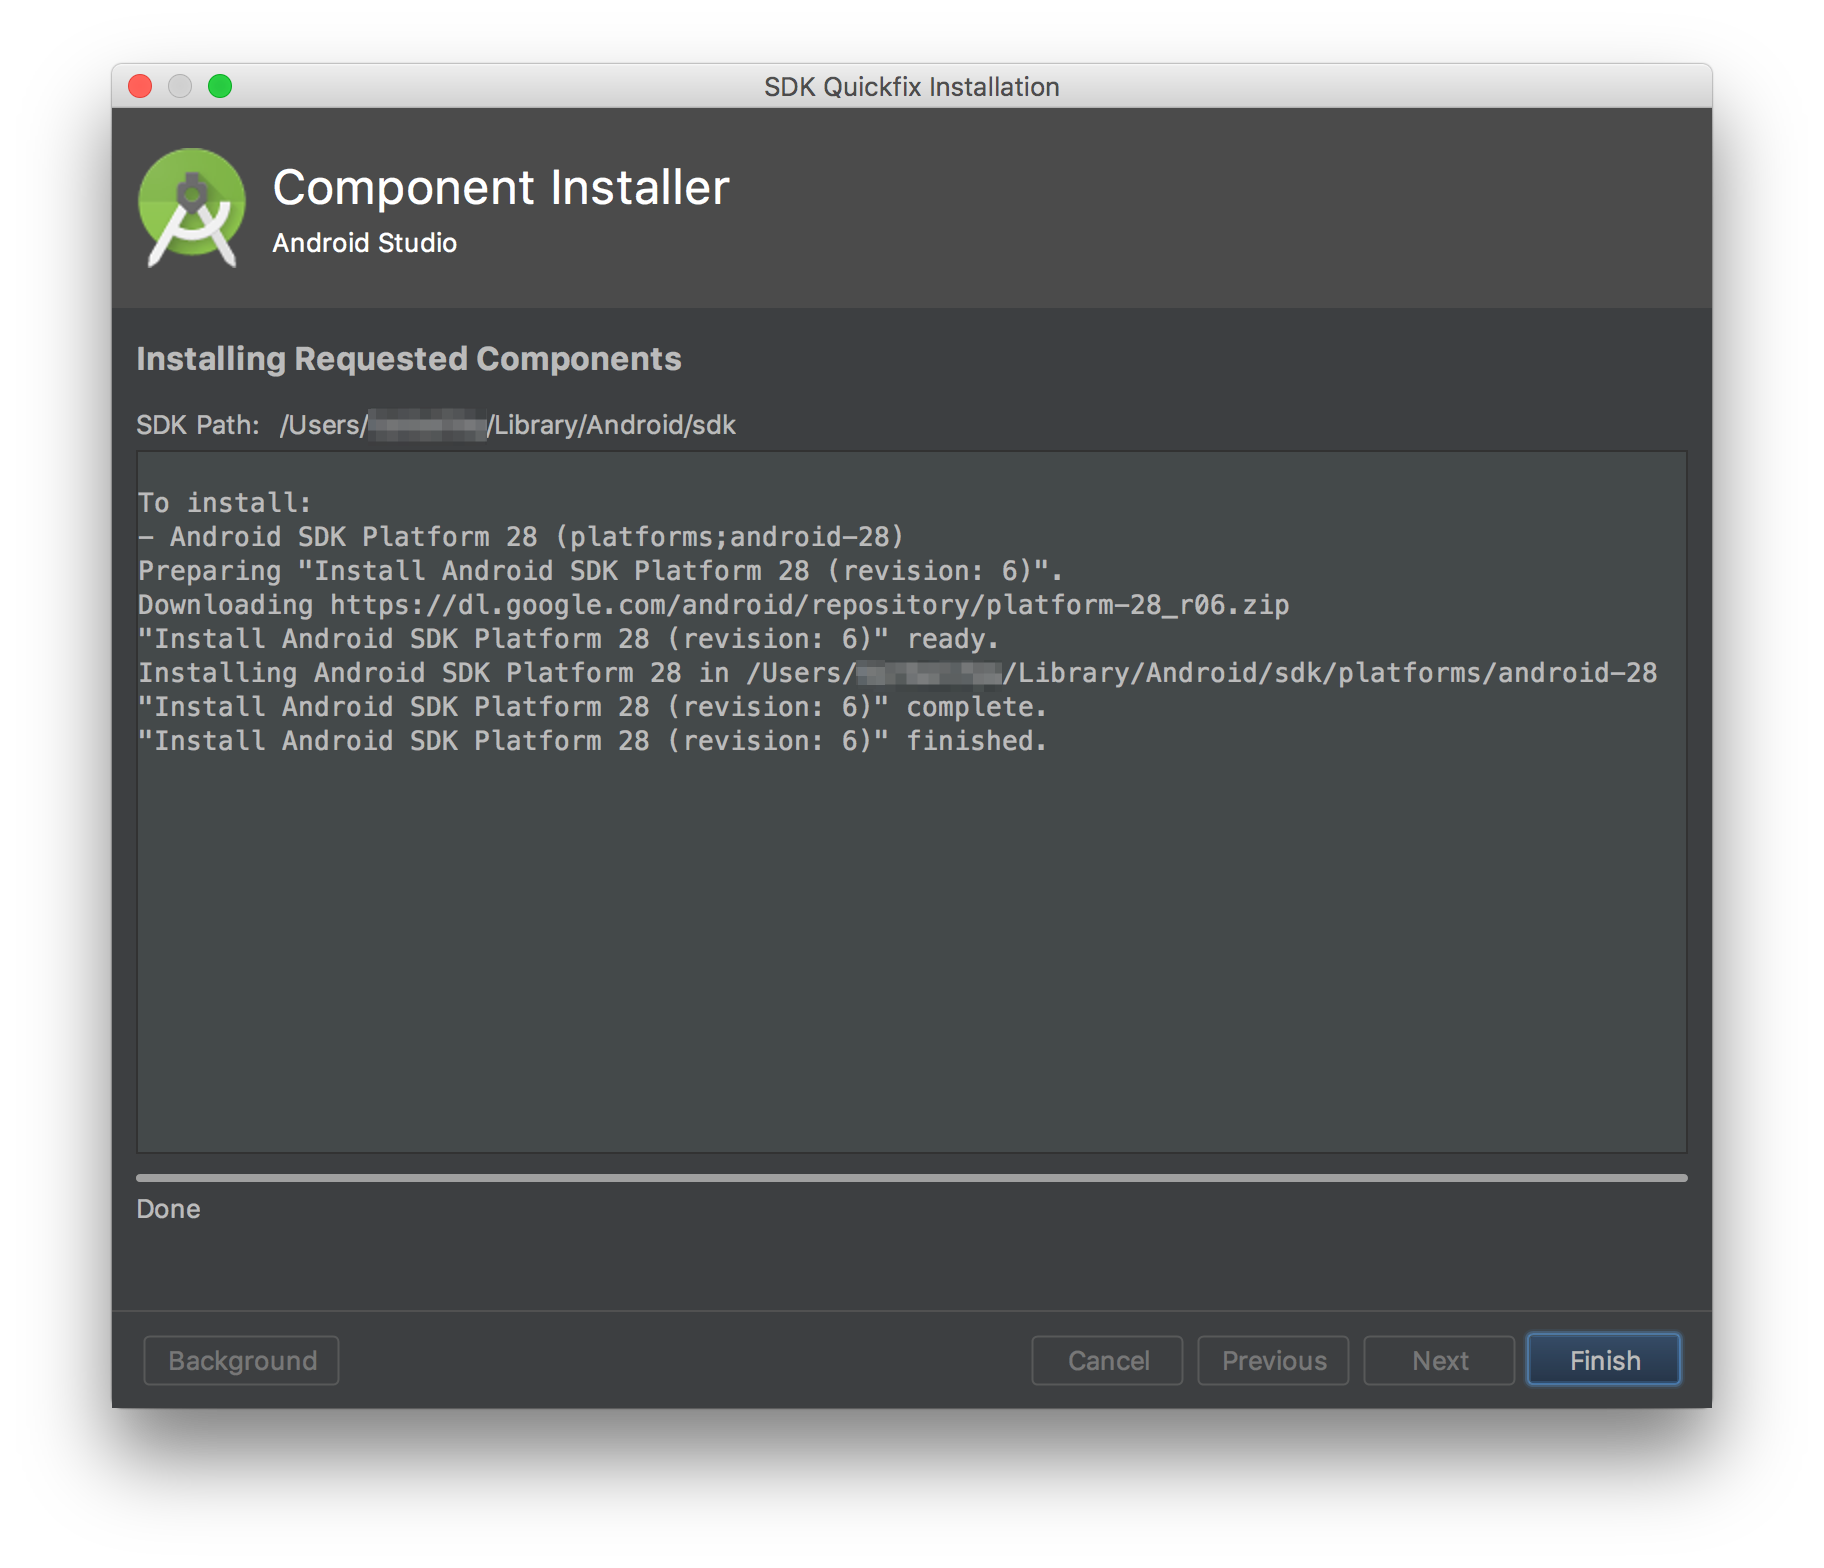 SDK Quickfix Installation
Component Installer
Android Studio
Installing Requested Components
SDK Path: /Users/ /Library/Android/sdk
To install:
- Android SDK Platform 28 (platforms;android-28)
Preparing "Install Android SDK Platform 28 (revision: 6)".
Downloading https://dl.google.com/android/repository/platform-28_r06.zip
"Install Android SDK Platform 28 (revision: 6)" ready.
Installing Android SDK Platform 28 in /Users/ /Library/Android/sdk/platforms/android-28
"Install Android SDK Platform 28 (revision: 6)" complete.
"Install Android SDK Platform 28 (revision: 6)" finished.
Done
Background Cancel Previous Next Finish